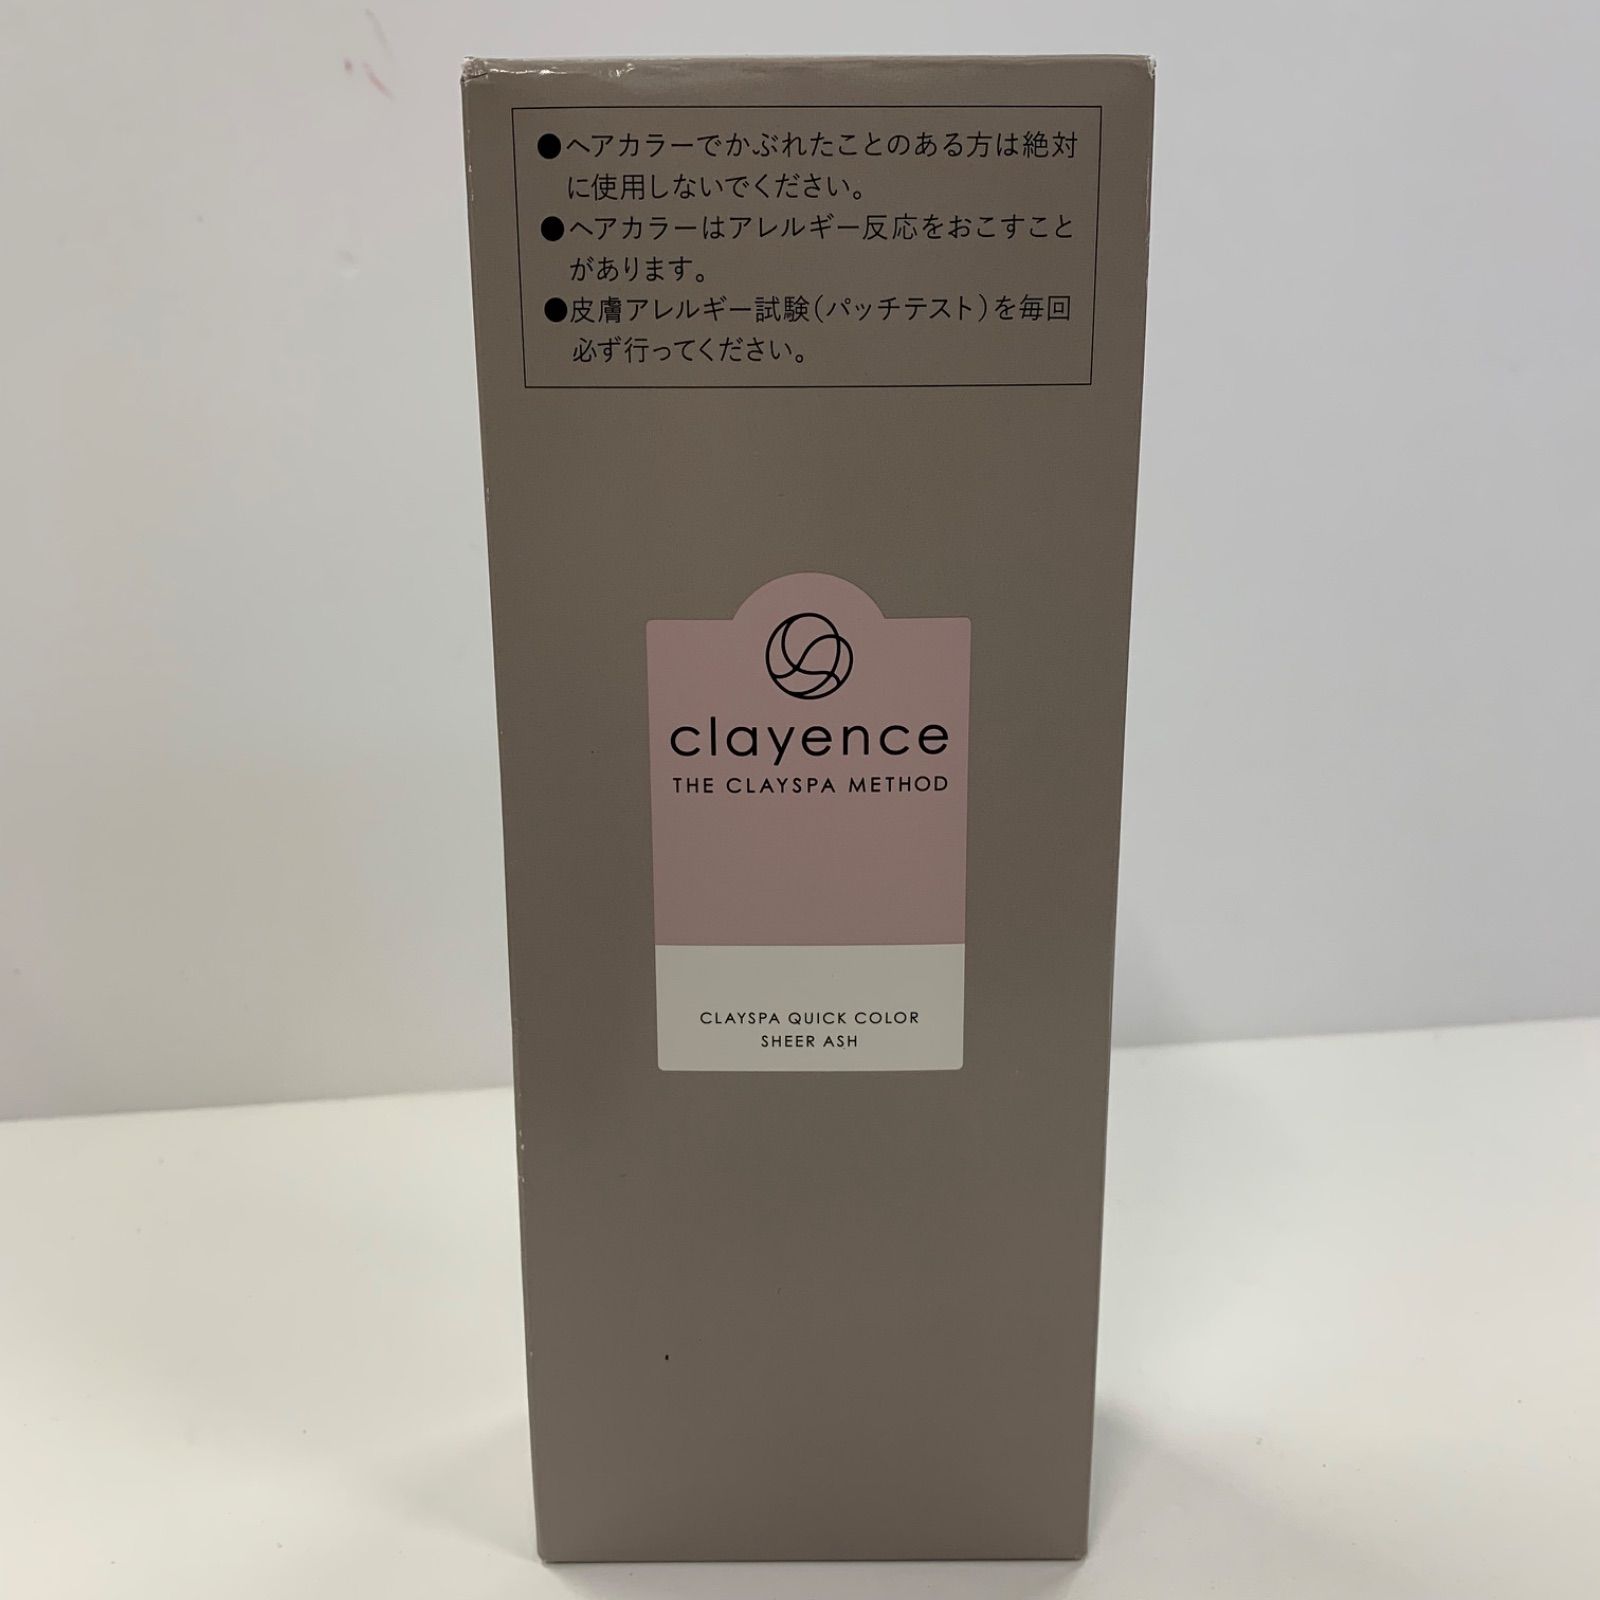 ●ヘアカラーでかぶれたことのある方は絶対
に使用しないでください。
●ヘアカラーはアレルギー反応をおこすこと
があります。
●皮膚アレルギー試験(パッチテスト)を毎回
必ず行ってください。
clayence
THE CLAYSPA METHOD
CLAYSPA QUICK COLOR
SHEER ASH